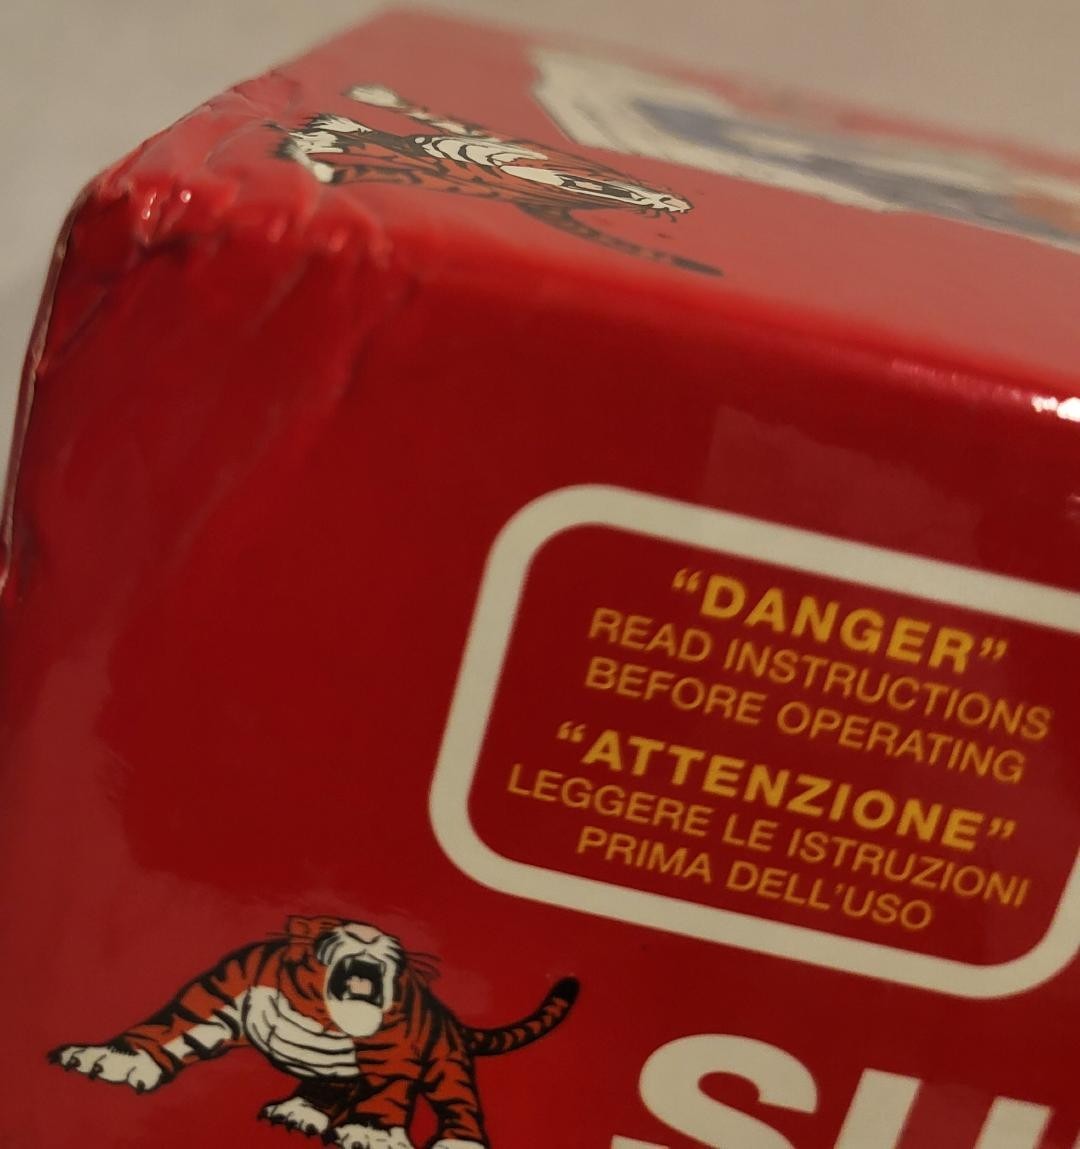 “DANGER”
READ INSTRUCTIONS
BEFORE OPERATING
“ATTENZIONE”
LEGGERE LE ISTRUZIONI
PRIMA DELL’USO